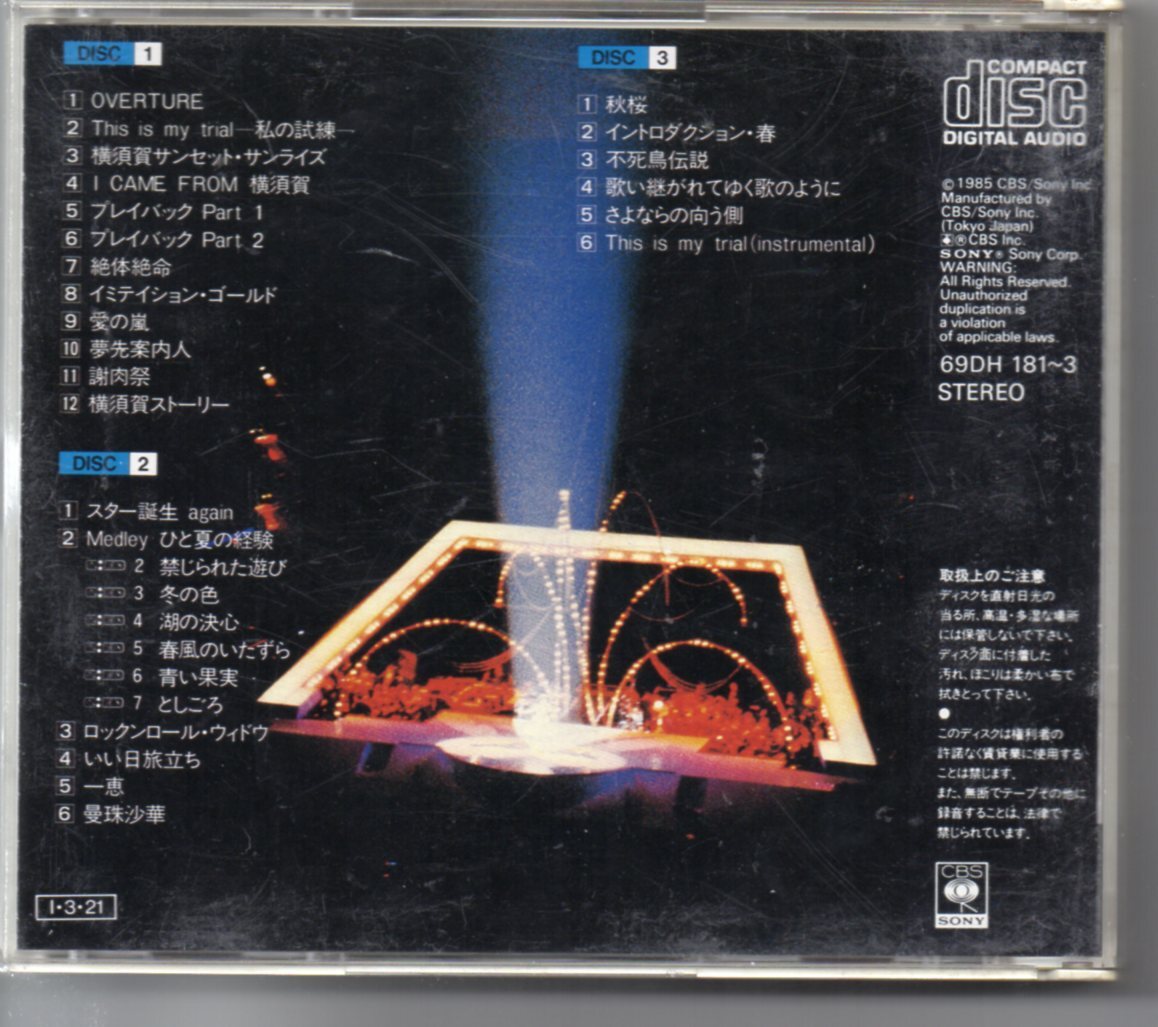 DISC 1
1 OVERTURE
2 This is my trial—私の試練—
3 横須賀サンセット・サンライズ
4 I CAME FROM 横須賀
5 プレイバック Part 1
6 プレイバック Part 2
7 絶体絶命
8 イミテイション・ゴールド
9 愛の嵐
10 夢先案内人
11 謝肉祭
12 横須賀ストーリー
DISC 2
1 スター誕生 again
2 Medley ひと夏の経験
2 禁じられた遊び
3 冬の色
4 湖の決心
5 春風のいたずら
6 青い果実
7 としごろ
3 ロックンロール・ウィドウ
4 いい日旅立ち
5 一恵
6 曼珠沙華
I・3・21
DISC 3
1 秋桜
2 イントロダクション・春
3 不死鳥伝説
4 歌い継がれてゆく歌のように
5 さよならの向う側
6 This is my trial(instrumental)
COMPACT
disc
DIGITAL AUDIO
©1985 CBS/Sony Inc.
Manufactured by
CBS/Sony Inc.
(Tokyo Japan)
®CBS Inc.
SONY® Sony Corp.
WARNING:
All Rights Reserved.
Unauthorized
duplication is
a violation
of applicable laws.
69DH 181~3
STEREO
取扱上のご注意
ディスクを直射日光の
当る所、高温・多湿な場所
には保管しないで下さい。
ディスク面に付着した
汚れ、ほこりは柔かい布で
拭きとって下さい。
●
このディスクは権利者の
許諾なく賃貸業に使用する
ことは禁じます。
また、無断でテープその他に
録音することは、法律で
禁じられています。
CBS
SONY